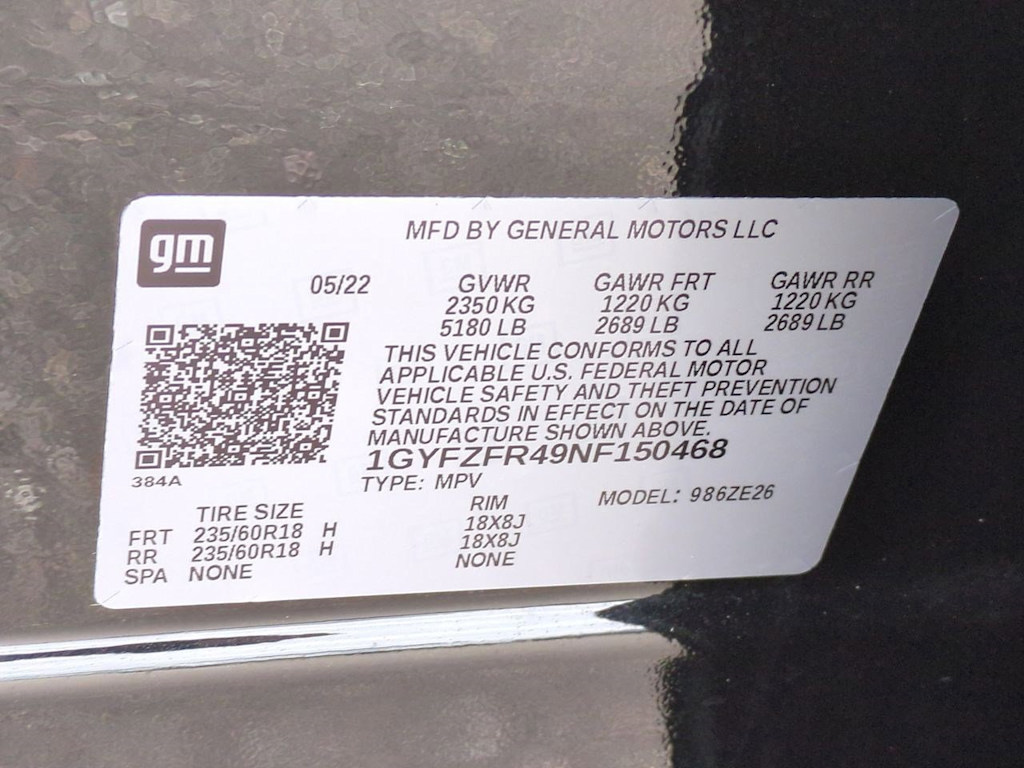 gm
MFD BY GENERAL MOTORS LLC
05/22 GVWR GAWR FRT GAWR RR
2350 KG 1220 KG 1220 KG
5180 LB 2689 LB 2689 LB
THIS VEHICLE CONFORMS TO ALL
APPLICABLE U.S. FEDERAL MOTOR
VEHICLE SAFETY AND THEFT PREVENTION
STANDARDS IN EFFECT ON THE DATE OF
MANUFACTURE SHOWN ABOVE.
1GYFZFR49NF150468
384A
TYPE: MPV MODEL: 986ZE26
TIRE SIZE RIM
FRT 235/60R18 H 18X8J
RR 235/60R18 H 18X8J
SPA NONE NONE